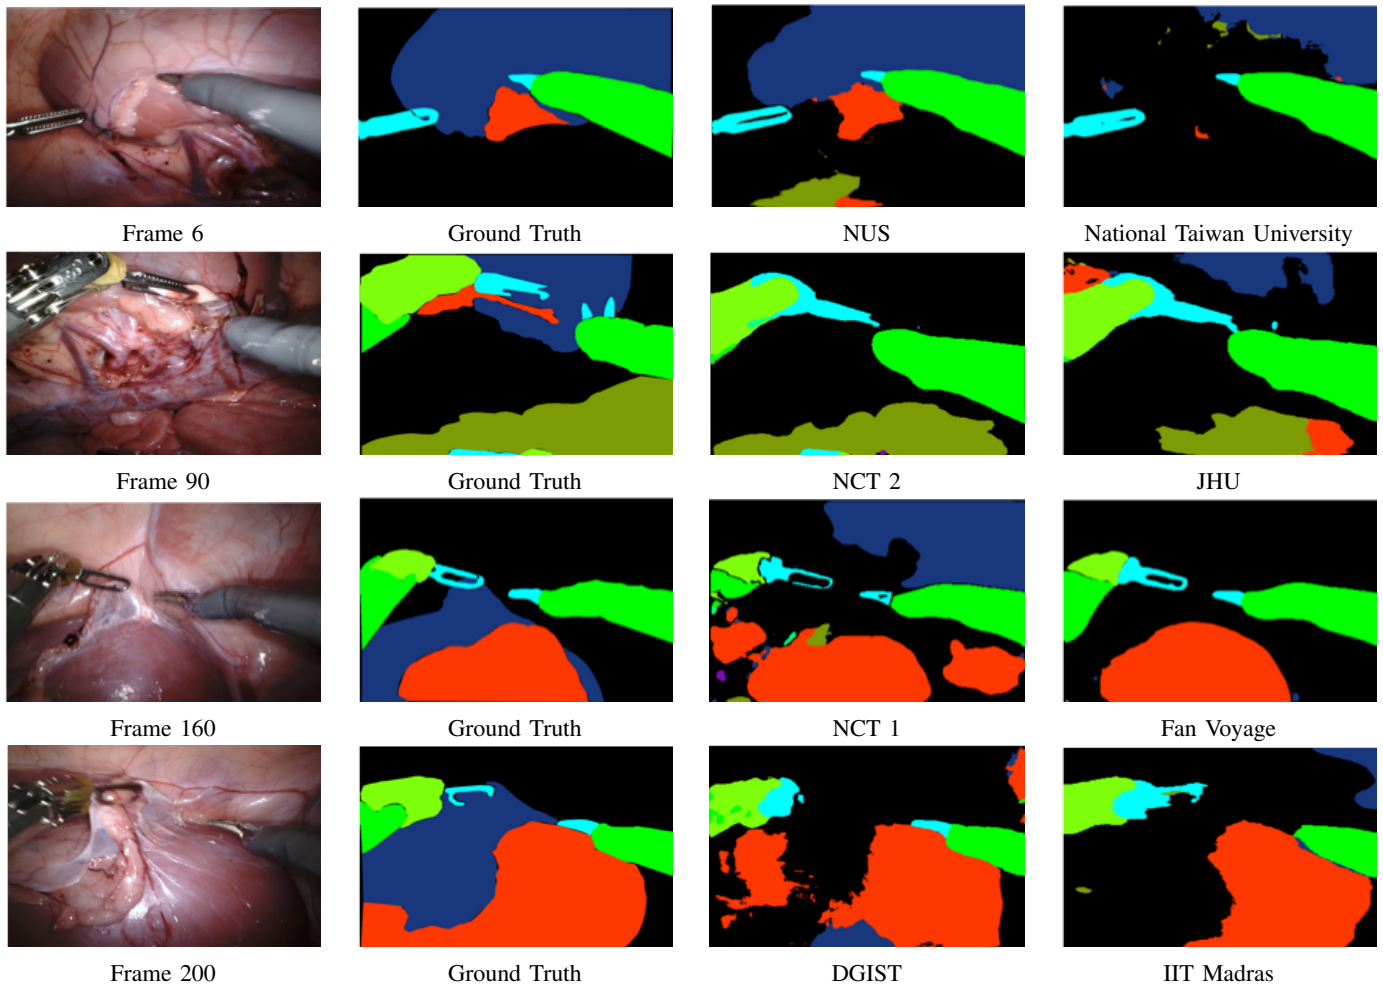 Frame 6 Ground Truth NUS National Taiwan University
Frame 90 Ground Truth NCT 2 JHU
Frame 160 Ground Truth NCT 1 Fan Voyage
Frame 200 Ground Truth DGIST IIT Madras